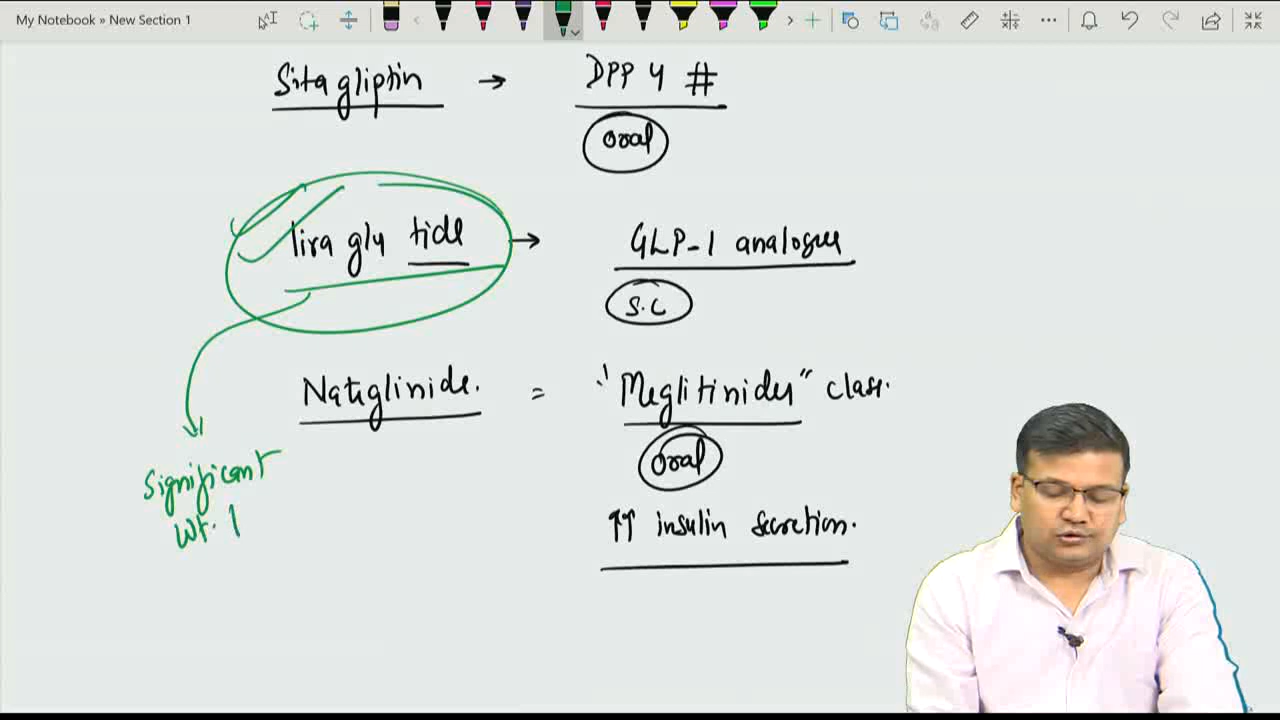 My Notebook » New Section 1
Sitagliptin → DPP 4 #
oral
lira gly tide → GLP-1 analogue
S.C
Nateglinide. = "Meglitinides" class.
oral
↑↑ insulin secretion.
Significant
wt.